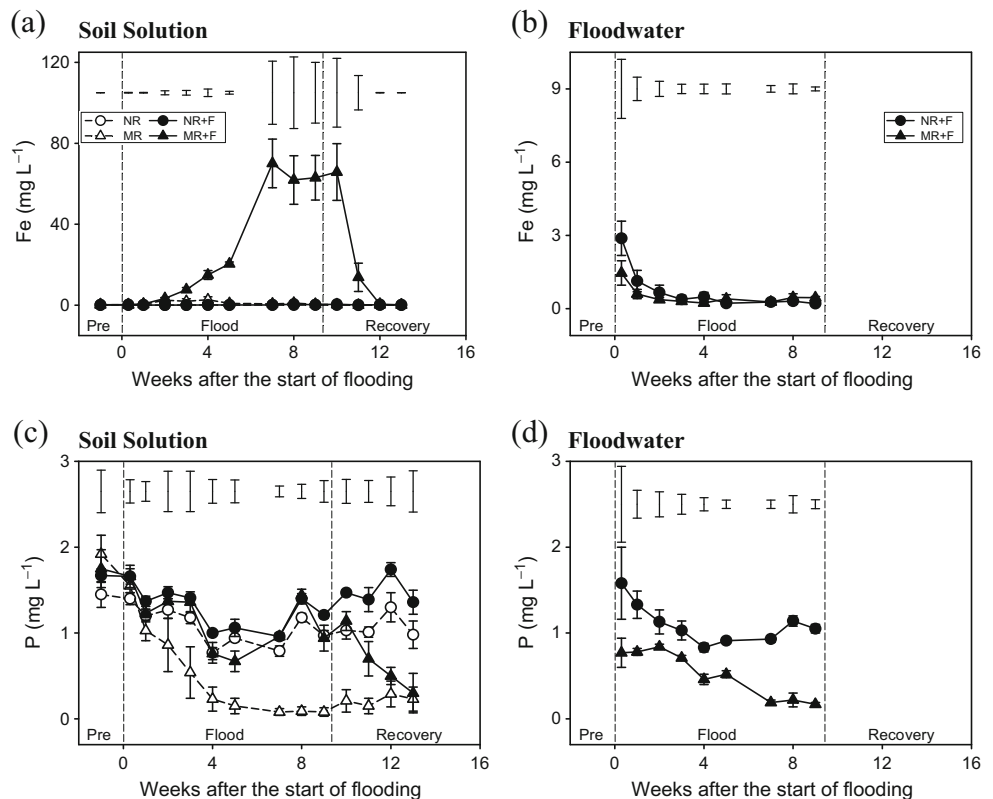 (a) Soil Solution
120
80
40
0
Fe (mg L⁻¹)
NR NR+F
MR MR+F
Pre Flood Recovery
0 4 8 12 16
Weeks after the start of flooding
(b) Floodwater
9
6
3
0
Fe (mg L⁻¹)
NR+F
MR+F
Pre Flood Recovery
0 4 8 12 16
Weeks after the start of flooding
(c) Soil Solution
3
2
1
0
P (mg L⁻¹)
Pre Flood Recovery
0 4 8 12 16
Weeks after the start of flooding
(d) Floodwater
3
2
1
0
P (mg L⁻¹)
Pre Flood Recovery
0 4 8 12 16
Weeks after the start of flooding